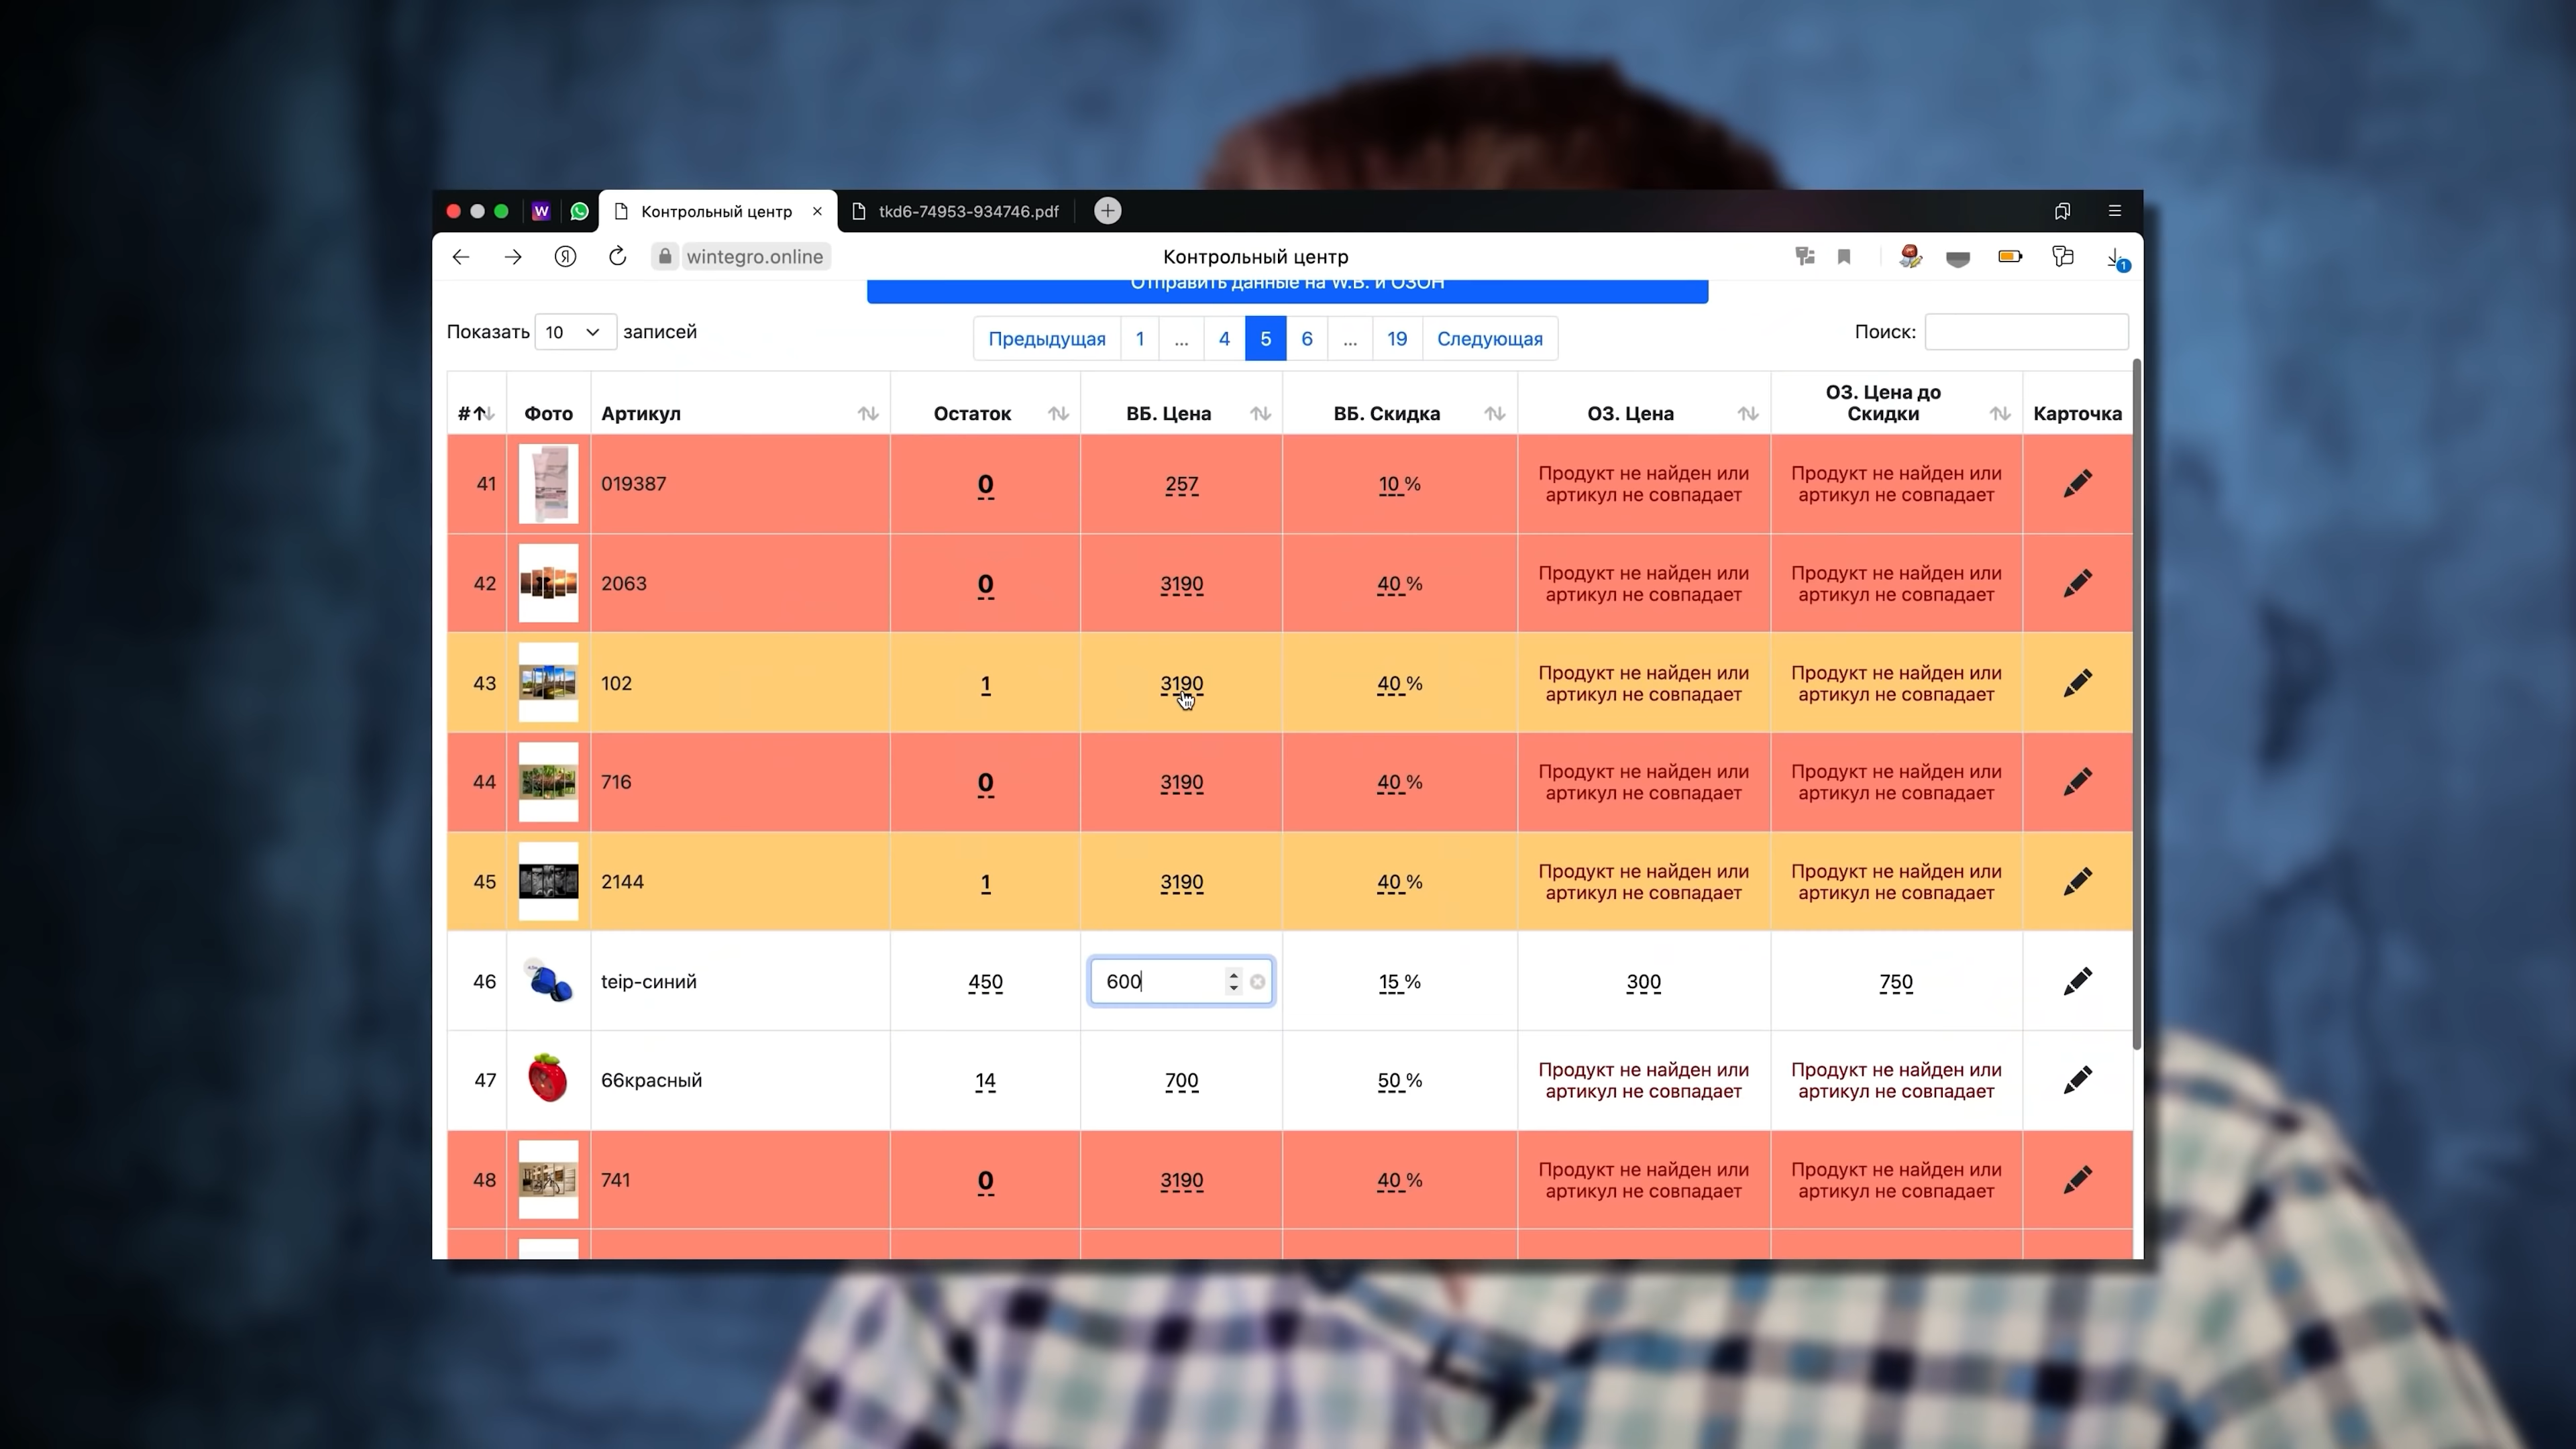 W Контрольный центр × tkd6-74953-934746.pdf
Я wintegro.online Контрольный центр 1
Отправить данные на W.B. и ОЗОН
Показать 10 записей Предыдущая 1 ... 4 5 6 ... 19 Следующая Поиск:
# Фото Артикул Остаток ВБ. Цена ВБ. Скидка ОЗ. Цена ОЗ. Цена до
Скидки Карточка
41 019387 0 257 10 % Продукт не найден или Продукт не найден или
артикул не совпадает артикул не совпадает
42 2063 0 3190 40 % Продукт не найден или Продукт не найден или
артикул не совпадает артикул не совпадает
43 102 1 3190 40 % Продукт не найден или Продукт не найден или
артикул не совпадает артикул не совпадает
44 716 0 3190 40 % Продукт не найден или Продукт не найден или
артикул не совпадает артикул не совпадает
45 2144 1 3190 40 % Продукт не найден или Продукт не найден или
артикул не совпадает артикул не совпадает
46 teip-синий 450 600 15 % 300 750
47 66красный 14 700 50 % Продукт не найден или Продукт не найден или
артикул не совпадает артикул не совпадает
48 741 0 3190 40 % Продукт не найден или Продукт не найден или
артикул не совпадает артикул не совпадает